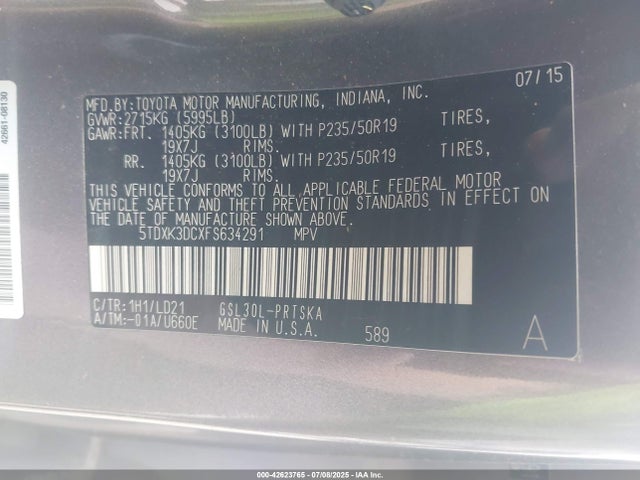 07/15
MFD.BY:TOYOTA MOTOR MANUFACTURING, INDIANA, INC.
GVWR:2715KG (5995LB)
GAWR:FRT. 1405KG (3100LB) WITH P235/50R19 TIRES,
19X7J RIMS.
RR. 1405KG (3100LB) WITH P235/50R19 TIRES,
19X7J RIMS.
THIS VEHICLE CONFORMS TO ALL APPLICABLE FEDERAL MOTOR
VEHICLE SAFETY AND THEFT PREVENTION STANDARDS IN EFFECT ON
THE DATE OF MANUFACTURE SHOWN ABOVE.
5TDXK3DCXFS634291 MPV
C/TR:1H1/LD21 GSL30L-PRTSKA
A/TM:-01A/U660E MADE IN U.S.A. 589
A
42661-08130
000-42623765 - 07/08/2025 - IAA Inc.